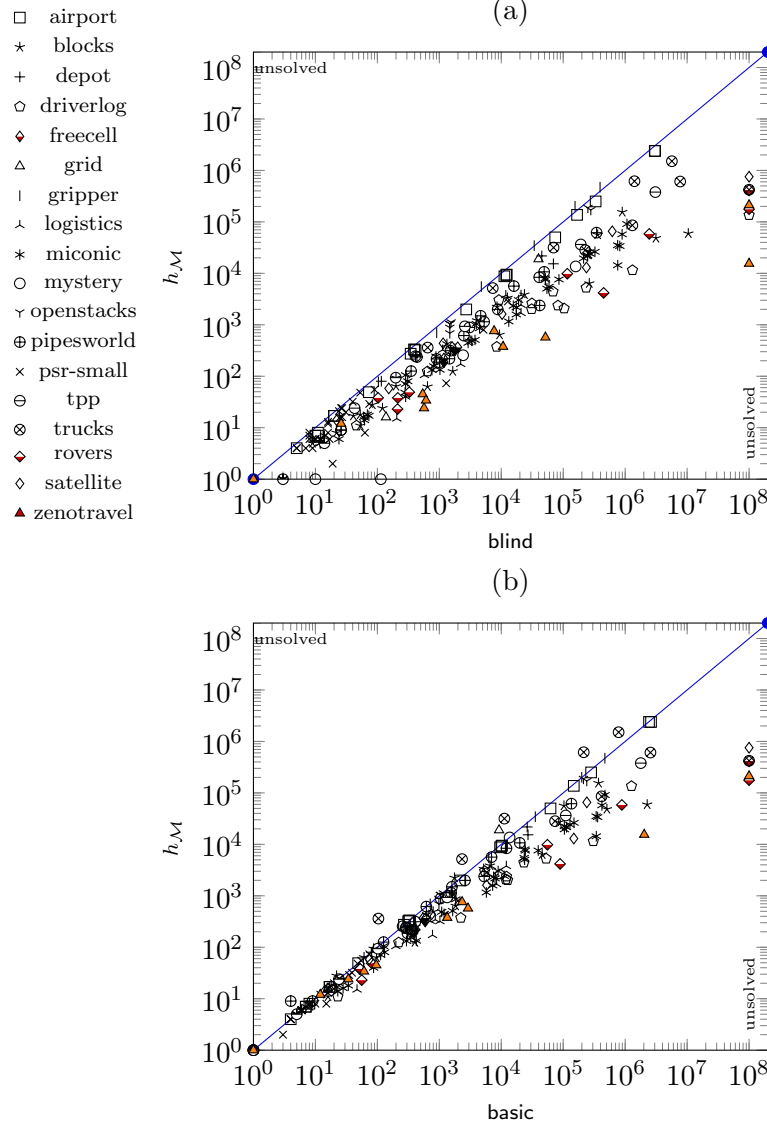 airport
blocks
depot
driverlog
freecell
grid
gripper
logistics
miconic
mystery
openstacks
pipesworld
psr-small
tpp
trucks
rovers
satellite
zenotravel
(a)
unsolved
10^8
10^7
10^6
10^5
10^4
10^3
10^2
10^1
10^0
h_M
unsolved
10^0 10^1 10^2 10^3 10^4 10^5 10^6 10^7 10^8
blind
(b)
unsolved
10^8
10^7
10^6
10^5
10^4
10^3
10^2
10^1
10^0
h_M
unsolved
10^0 10^1 10^2 10^3 10^4 10^5 10^6 10^7 10^8
basic